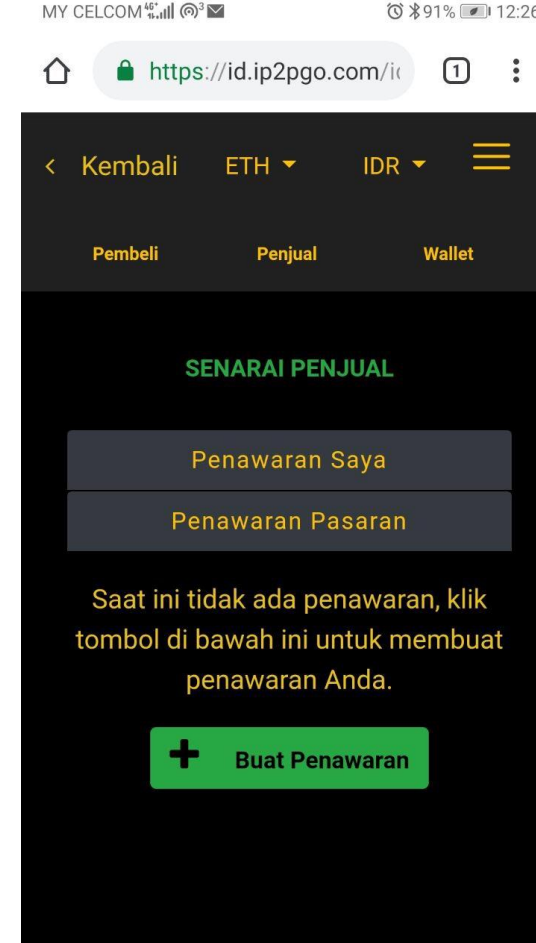 MY CELCOM 4G+ 3 91% 12:26
https://id.ip2pgo.com/i 1
Kembali ETH IDR
Pembeli Penjual Wallet
SENARAI PENJUAL
Penawaran Saya
Penawaran Pasaran
Saat ini tidak ada penawaran, klik
tombol di bawah ini untuk membuat
penawaran Anda.
Buat Penawaran